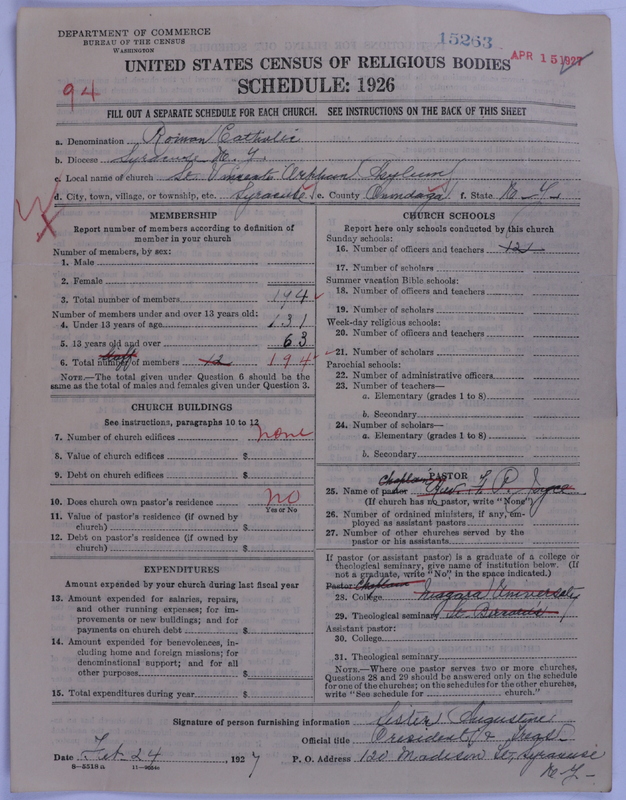 DEPARTMENT OF COMMERCE
BUREAU OF THE CENSUS
WASHINGTON
15263
APR 15 1927
UNITED STATES CENSUS OF RELIGIOUS BODIES
SCHEDULE: 1926
94
FILL OUT A SEPARATE SCHEDULE FOR EACH CHURCH. SEE INSTRUCTIONS ON THE BACK OF THIS SHEET
a. Denomination Roman Catholic
b. Diocese Syracuse N. Y.
c. Local name of church St. Vincents Orphan Asylum
d. City, town, village, or township, etc. Syracuse e. County Onondaga f. State N. Y.
MEMBERSHIP
Report number of members according to definition of member in your church
Number of members, by sex:
1. Male
2. Female
3. Total number of members 194
Number of members under and over 13 years old:
4. Under 13 years of age 131
5. 13 years old and over 63
Staff
6. Total number of members 12 194
NOTE.—The total given under Question 6 should be the same as the total of males and females given under Question 3.
CHURCH BUILDINGS
See instructions, paragraphs 10 to 12
7. Number of church edifices none
8. Value of church edifices $
9. Debt on church edifices $
10. Does church own pastor's residence no
Yes or No
11. Value of pastor's residence (if owned by church) $
12. Debt on pastor's residence (if owned by church) $
EXPENDITURES
Amount expended by your church during last fiscal year
13. Amount expended for salaries, repairs, and other running expenses; for improvements or new buildings; and for payments on church debt $
14. Amount expended for benevolences, including home and foreign missions; for denominational support; and for all other purposes $
15. Total expenditures during year $
CHURCH SCHOOLS
Report here only schools conducted by this church
Sunday schools:
16. Number of officers and teachers 12
17. Number of scholars
Summer vacation Bible schools:
18. Number of officers and teachers
19. Number of scholars
Week-day religious schools:
20. Number of officers and teachers
21. Number of scholars
Parochial schools:
22. Number of administrative officers
23. Number of teachers—
a. Elementary (grades 1 to 8)
b. Secondary
24. Number of scholars—
a. Elementary (grades 1 to 8)
b. Secondary
PASTOR
Chaplain
25. Name of pastor Rev. L. P.
(If church has no pastor, write "None")
26. Number of ordained ministers, if any, employed as assistant pastors
27. Number of other churches served by the pastor or his assistants
If pastor (or assistant pastor) is a graduate of a college or theological seminary, give name of institution below. (If not a graduate, write "No", in the space indicated.)
Pastor: Chaplain
28. College Niagara University
29. Theological seminary St. Bernards
Assistant pastor:
30. College
31. Theological seminary
NOTE.—Where one pastor serves two or more churches, Questions 28 and 29 should be answered only on the schedule for one of the churches; on the schedules for the other churches, write "See schedule for church."
Signature of person furnishing information Sister Augustine
Official title President & Treas.
Date Feb. 24, 1927 P. O. Address 120 Madison St., Syracuse
N. Y.
8—5518a 11—9624c